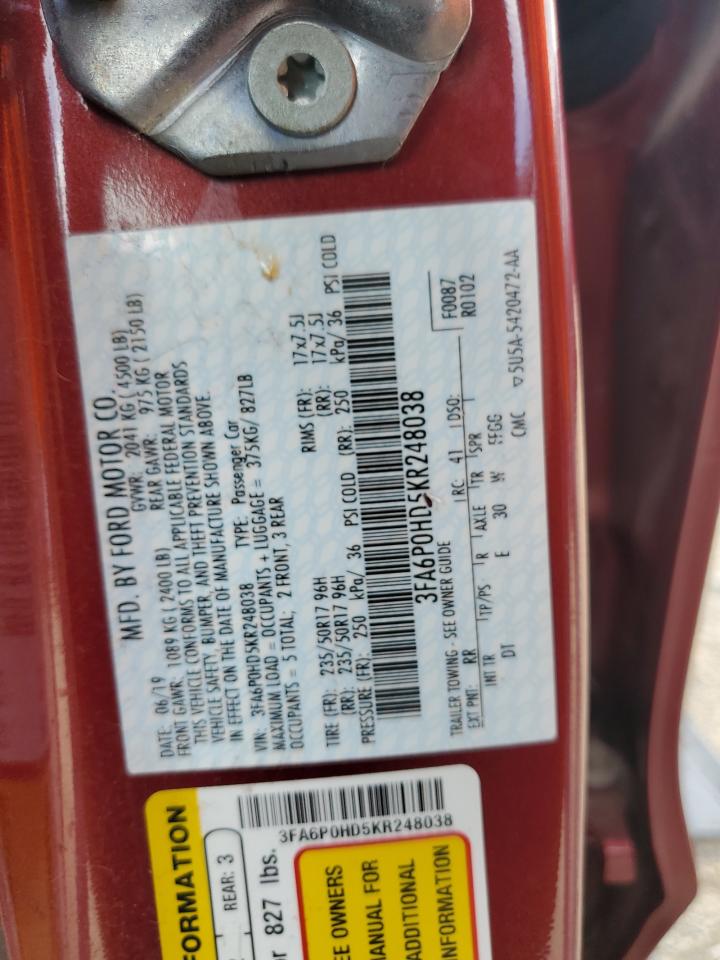 MFD. BY FORD MOTOR CO.
DATE: 06/19 GVWR: 2041 KG ( 4500 LB)
FRONT GAWR: 1089 KG ( 2400 LB) REAR GAWR: 975 KG ( 2150 LB)
THIS VEHICLE CONFORMS TO ALL APPLICABLE FEDERAL MOTOR
VEHICLE SAFETY, BUMPER, AND THEFT PREVENTION STANDARDS
IN EFFECT ON THE DATE OF MANUFACTURE SHOWN ABOVE.
VIN: 3FA6P0HD5KR248038 TYPE: Passenger Car
MAXIMUM LOAD = OCCUPANTS + LUGGAGE = 375KG/ 827LB
OCCUPANTS = 5 TOTAL; 2 FRONT, 3 REAR
TIRE (FR): 235/50R17 96H RIMS (FR): 17x7.5J
(RR): 235/50R17 96H (RR): 17x7.5J
PRESSURE (FR): 250 kPa/ 36 PSI COLD (RR): 250 kPa/ 36 PSI COLD
3FA6P0HD5KR248038
TRAILER TOWING - SEE OWNER GUIDE F0087
EXT PNT: RR RC: 41 DSO: R0102
INT TR TP/PS R AXLE TR SPR
DT E 30 W FFGG
CMC ▽5U5A-5420472-AA
3FA6P0HD5KR248038
FORMATION
REAR: 3
827 lbs.
EE OWNERS
ANUAL FOR
ADDITIONAL
INFORMATION